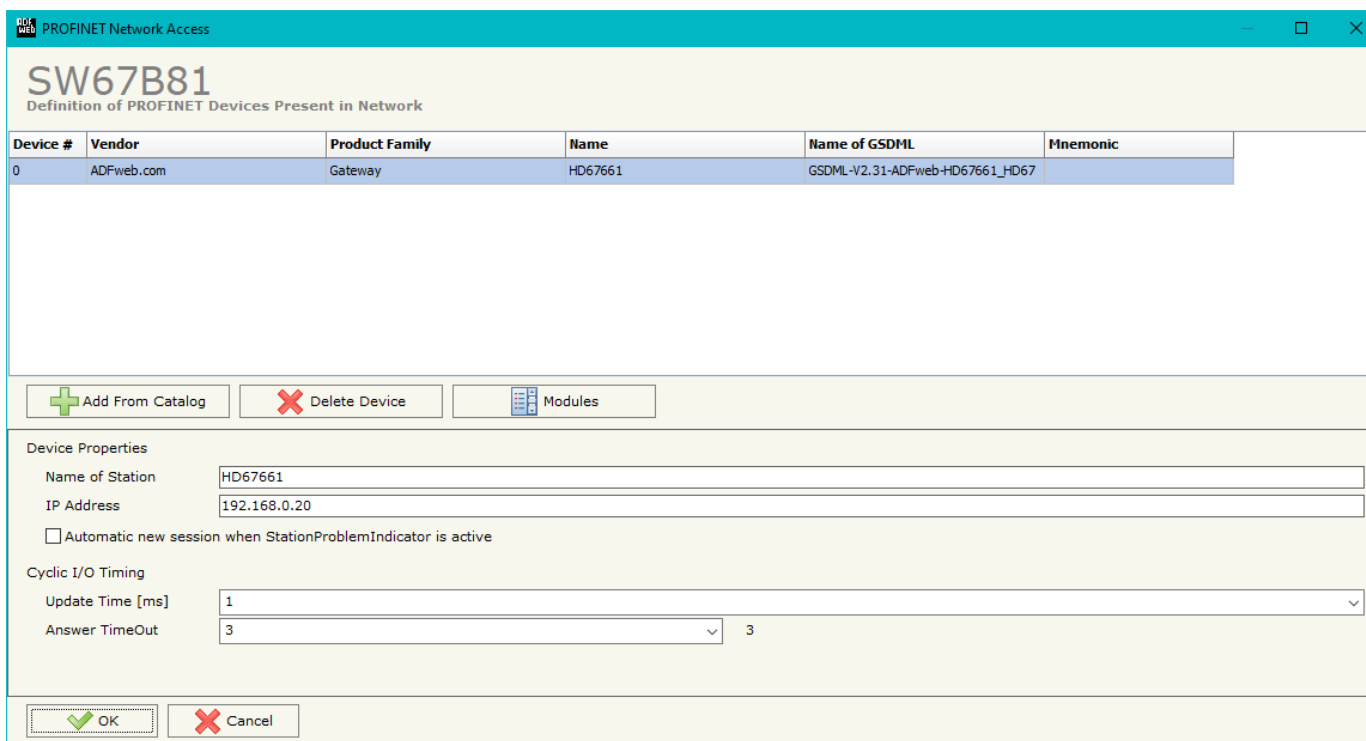 ADF WEB PROFINET Network Access
SW67B81
Definition of PROFINET Devices Present in Network
Device # Vendor Product Family Name Name of GSDML Mnemonic
0 ADFweb.com Gateway HD67661 GSDML-V2.31-ADFweb-HD67661_HD67
Add From Catalog Delete Device Modules
Device Properties
Name of Station HD67661
IP Address 192.168.0.20
Automatic new session when StationProblemIndicator is active
Cyclic I/O Timing
Update Time [ms] 1
Answer TimeOut 3 3
OK Cancel